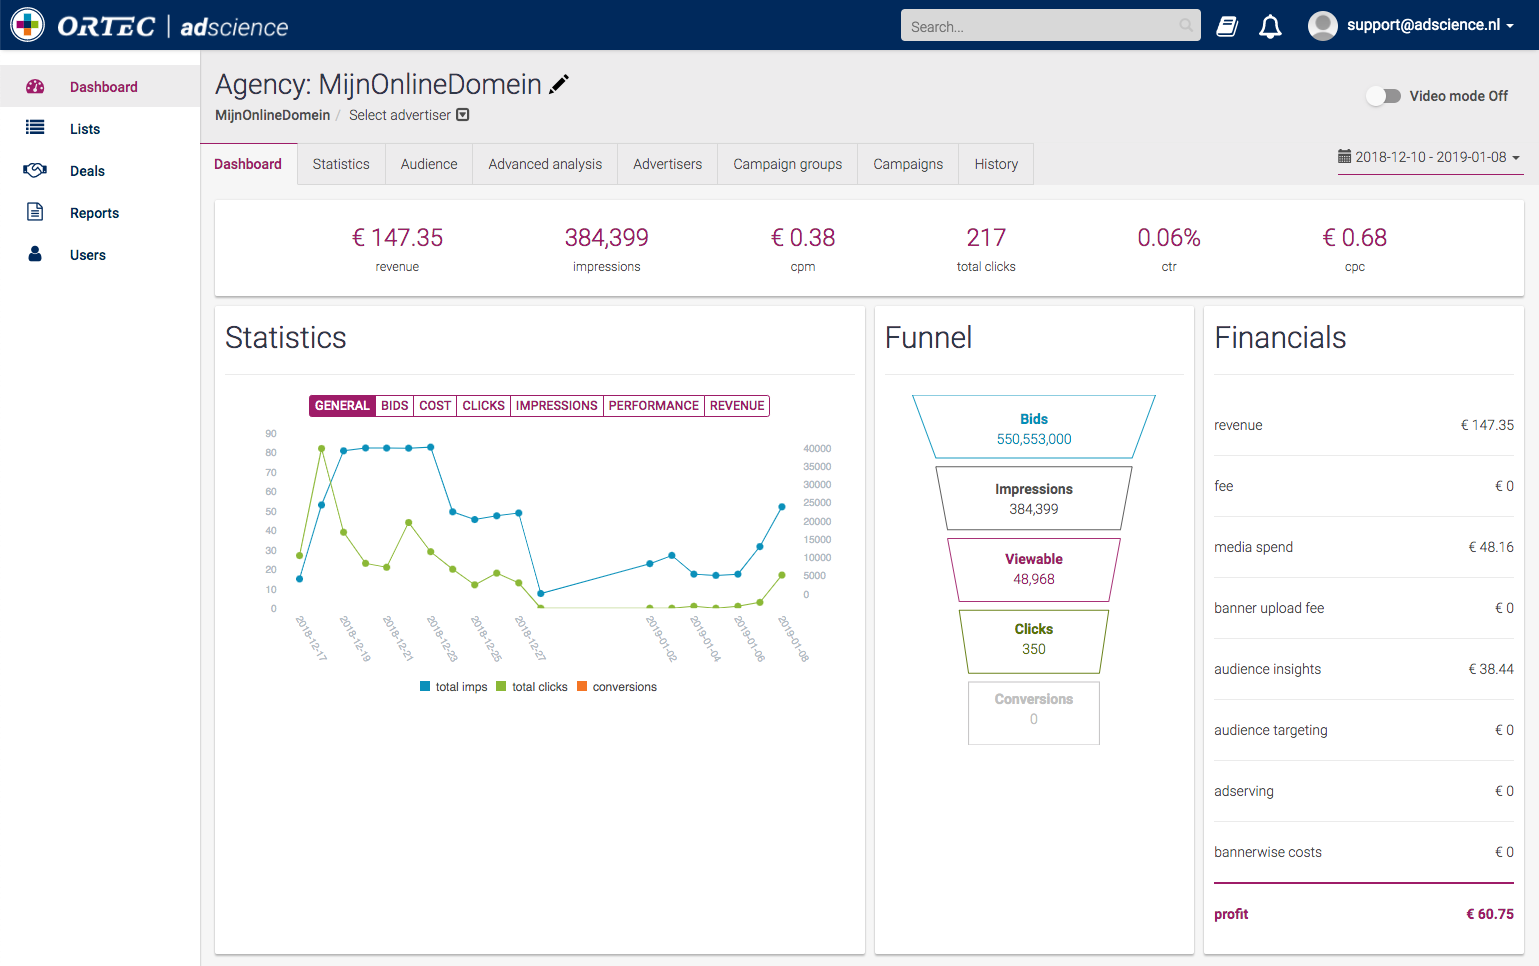 ORTEC | adscience
Search...
support@adscience.nl
Dashboard
Lists
Deals
Reports
Users
Agency: MijnOnlineDomein
MijnOnlineDomein / Select advertiser
Video mode Off
Dashboard Statistics Audience Advanced analysis Advertisers Campaign groups Campaigns History
2018-12-10 - 2019-01-08
€ 147.35 384,399 € 0.38 217 0.06% € 0.68
revenue impressions cpm total clicks ctr cpc
Statistics
GENERAL BIDS COST CLICKS IMPRESSIONS PERFORMANCE REVENUE
90
80
70
60
50
40
30
20
10
0
40000
35000
30000
25000
20000
15000
10000
5000
0
2018-12-17
2018-12-19
2018-12-21
2018-12-23
2018-12-25
2018-12-27
2019-01-02
2019-01-04
2019-01-06
2019-01-08
total imps total clicks conversions
Funnel
Bids
550,553,000
Impressions
384,399
Viewable
48,968
Clicks
350
Conversions
0
Financials
revenue € 147.35
fee € 0
media spend € 48.16
banner upload fee € 0
audience insights € 38.44
audience targeting € 0
adserving € 0
bannerwise costs € 0
profit € 60.75